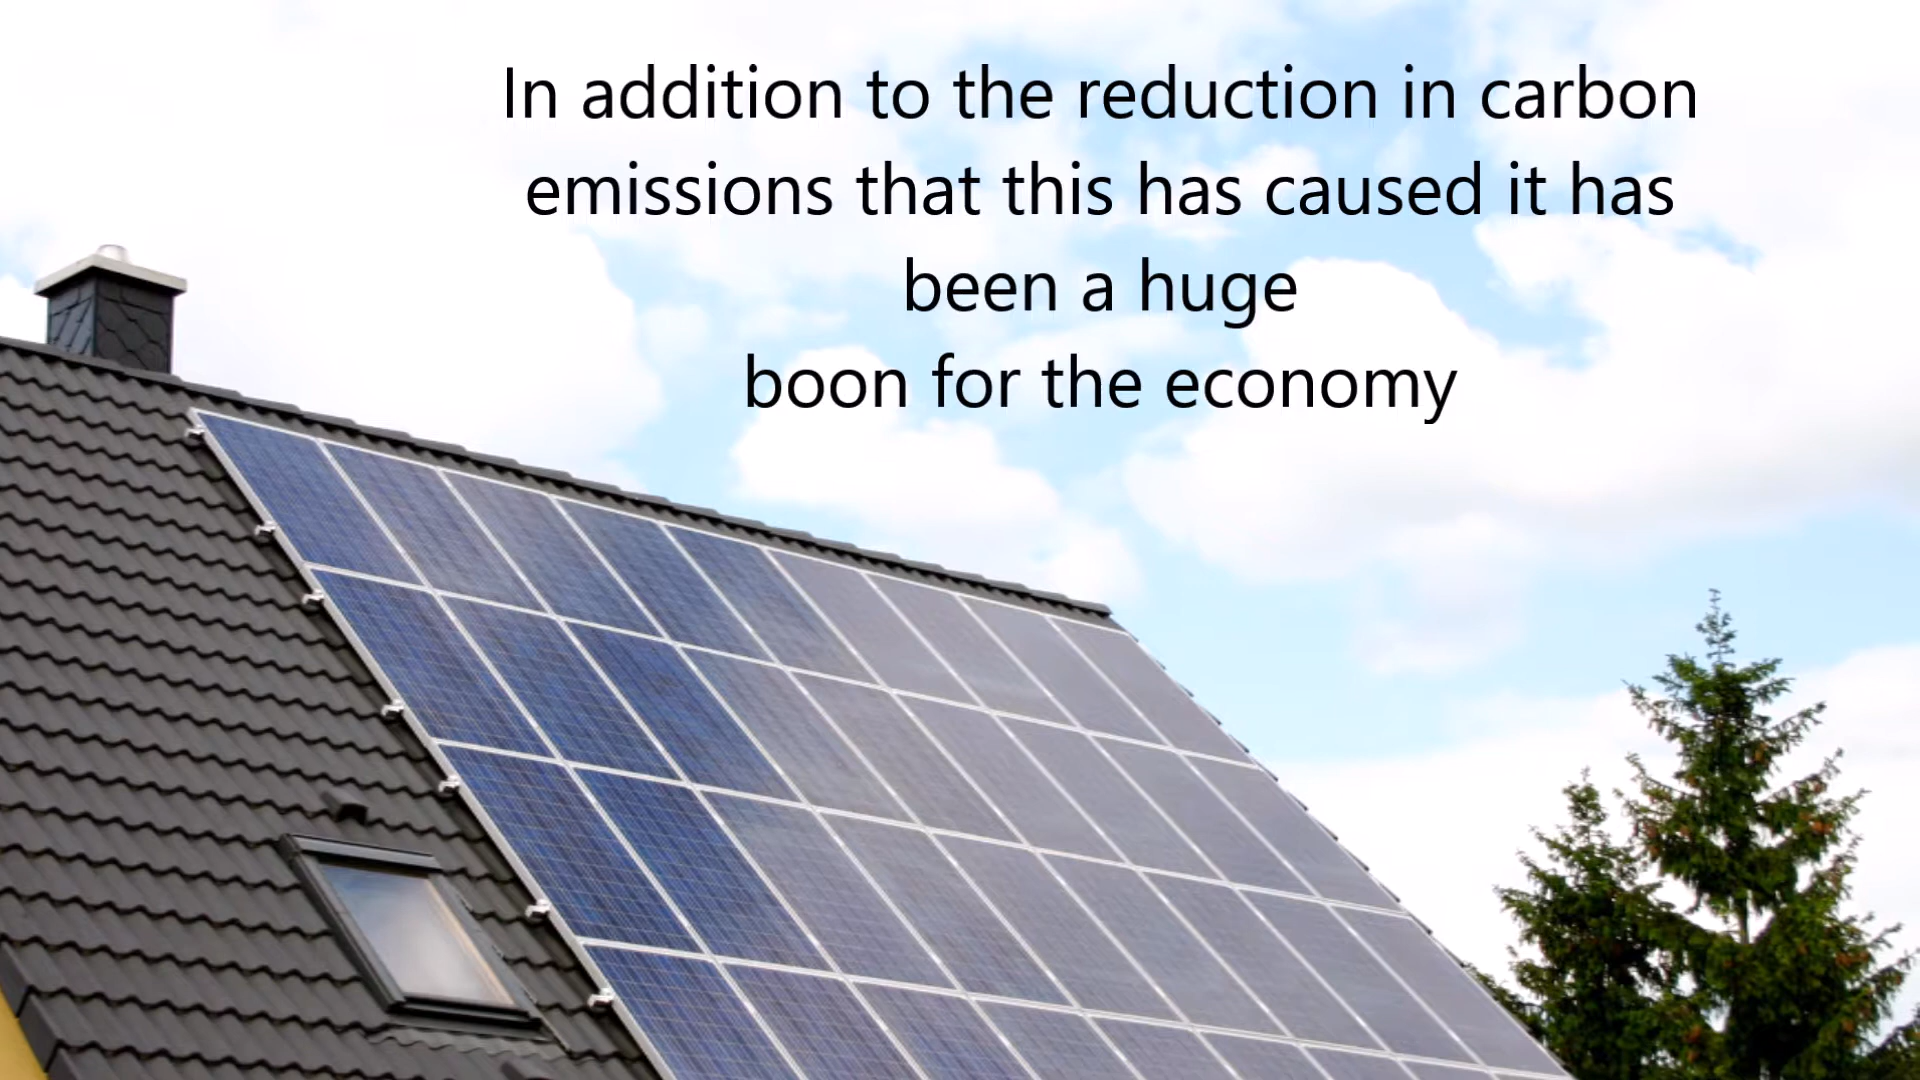 In addition to the reduction in carbon
emissions that this has caused it has
been a huge
boon for the economy